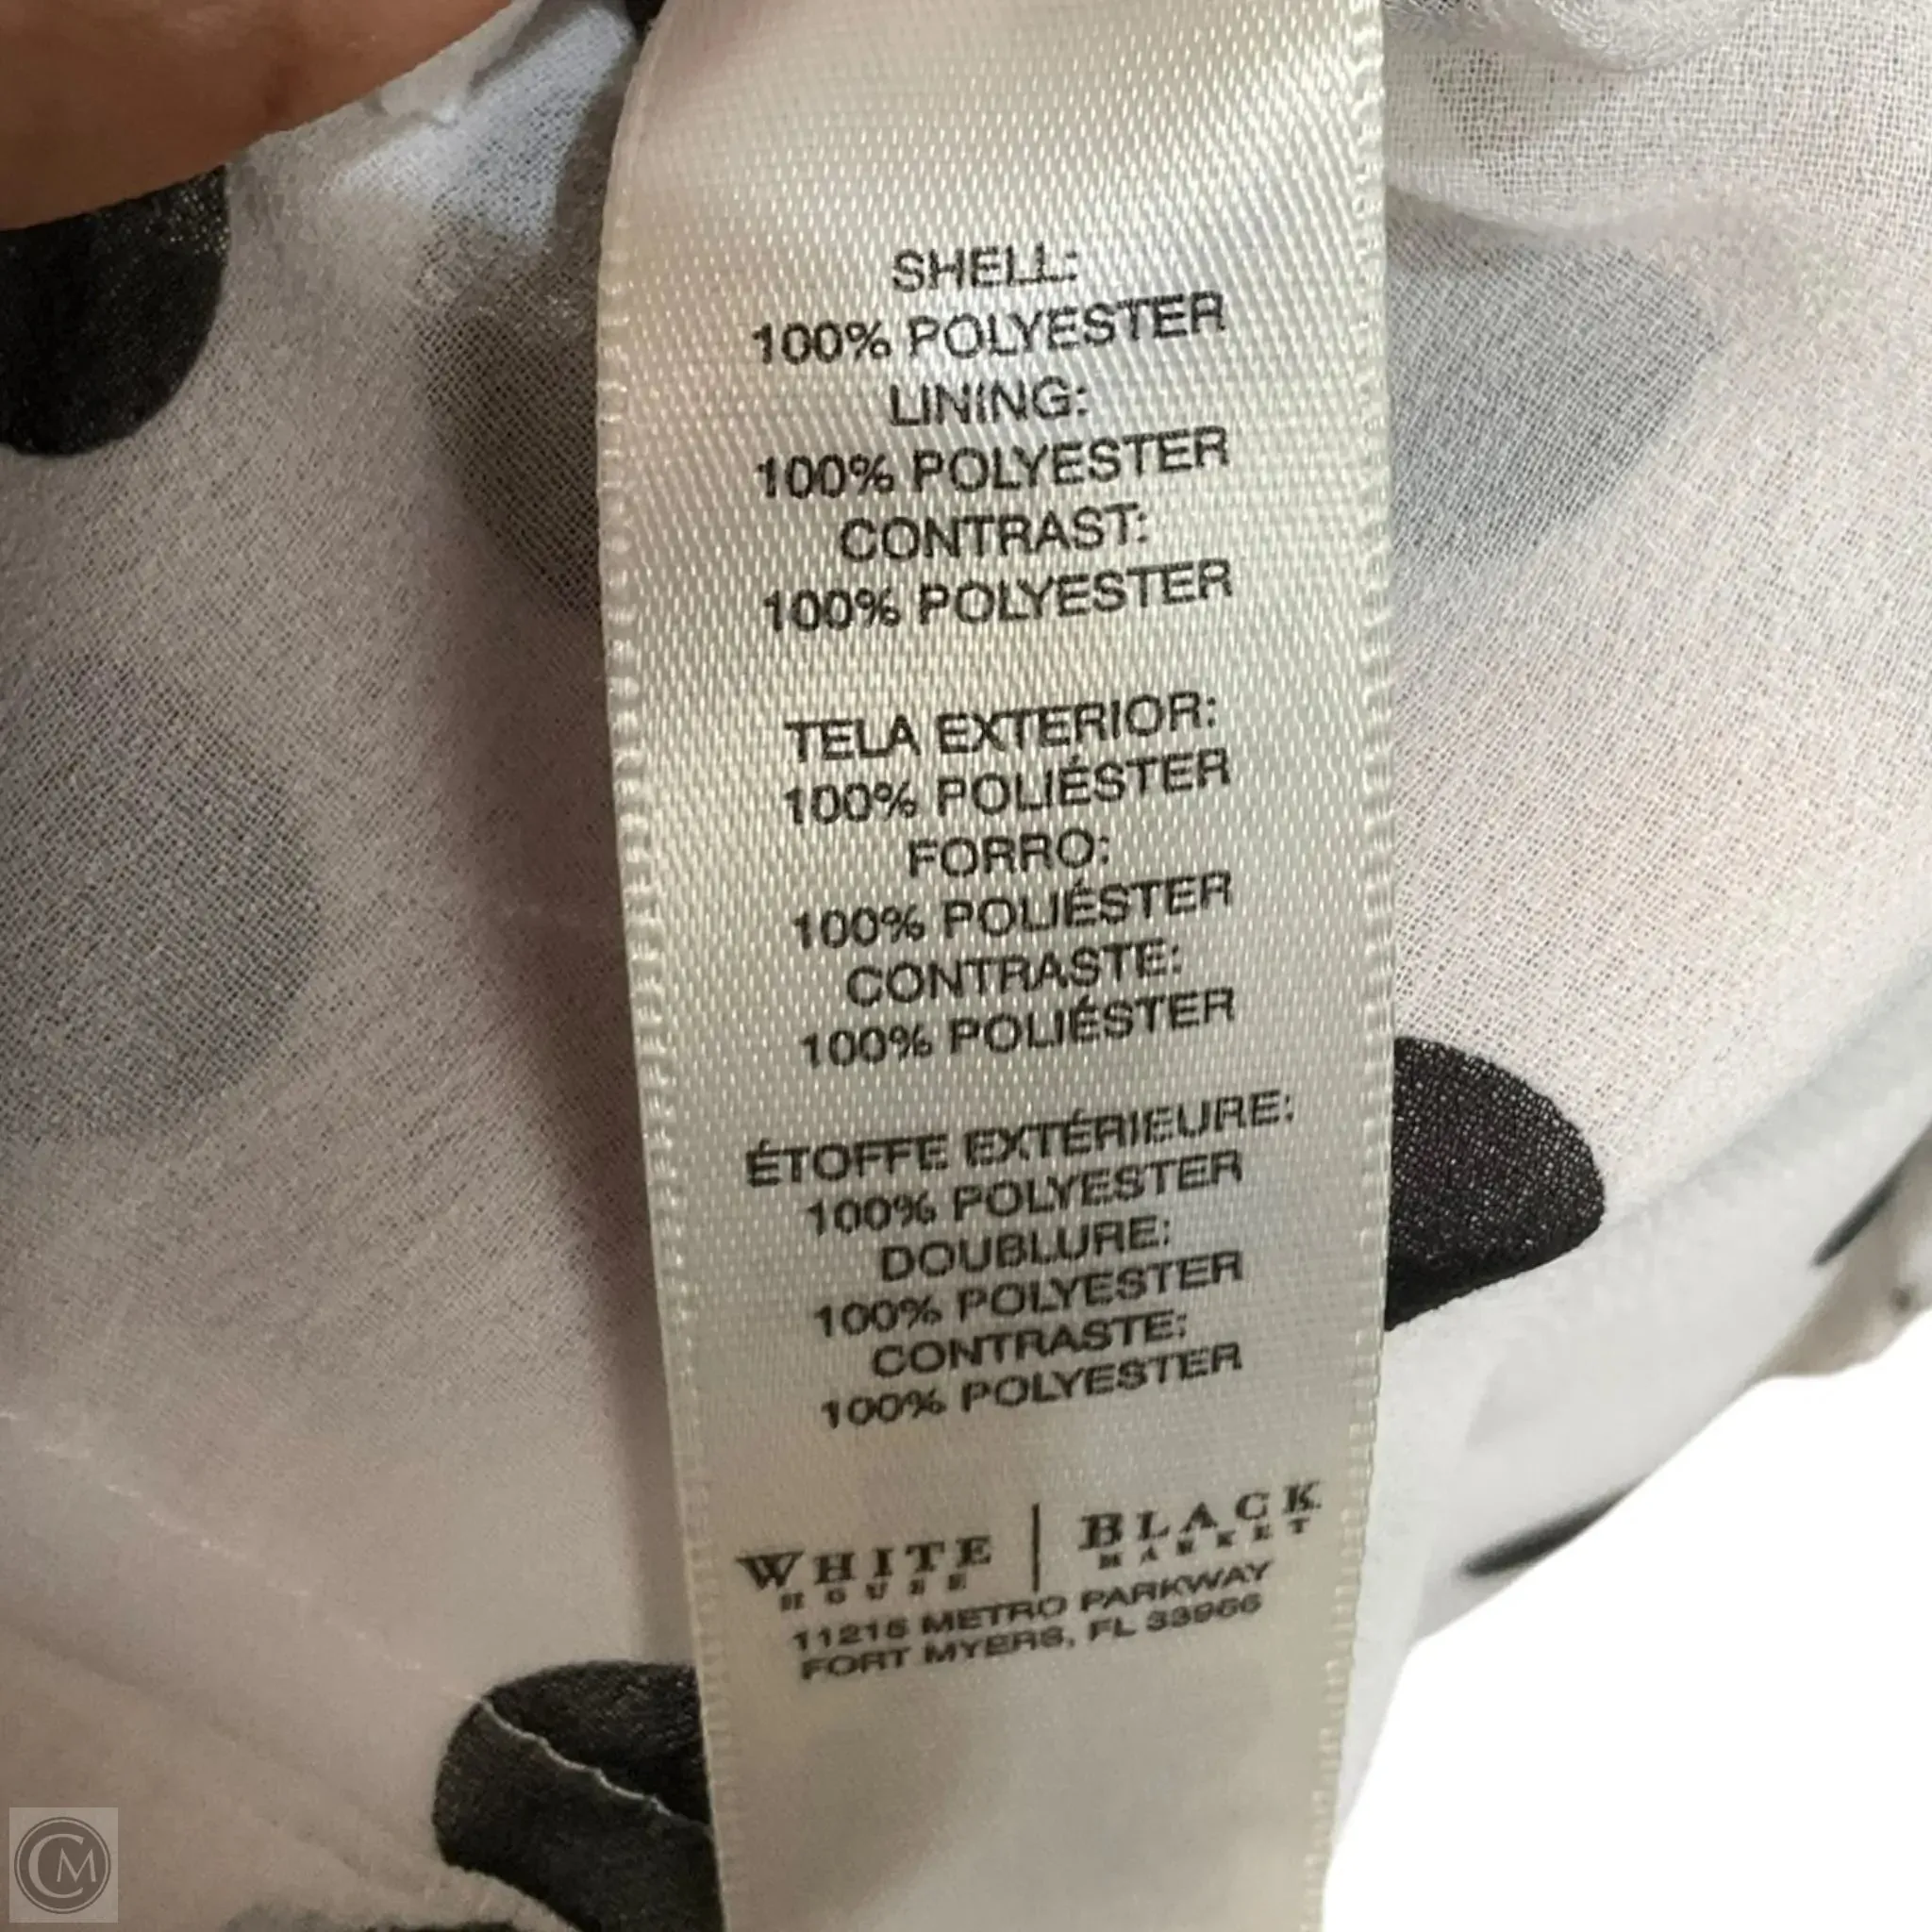 SHELL:
100% POLYESTER
LINING:
100% POLYESTER
CONTRAST:
100% POLYESTER
TELA EXTERIOR:
100% POLIÉSTER
FORRO:
100% POLIÉSTER
CONTRASTE:
100% POLIÉSTER
ÉTOFFE EXTÉRIEURE:
100% POLYESTER
DOUBLURE:
100% POLYESTER
CONTRASTE:
100% POLYESTER
WHITE | BLACK
HOUSE MARKET
11215 METRO PARKWAY
FORT MYERS, FL 33966
CM